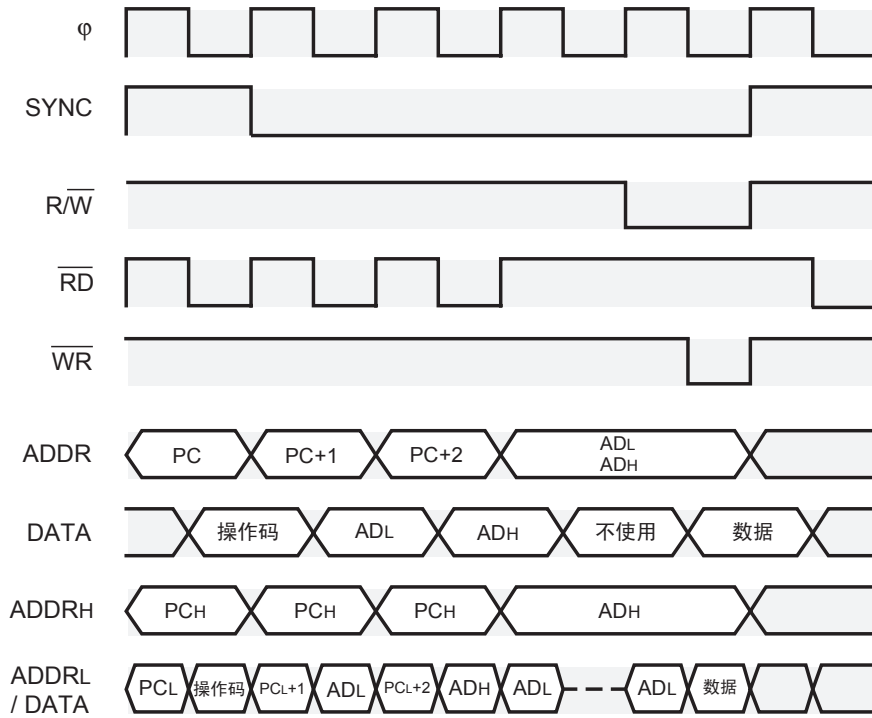 φ
SYNC
R/W̅
R̅D̅
W̅R̅
ADDR
PC
PC+1
PC+2
ADL
ADH
DATA
操作码
ADL
ADH
不使用
数据
ADDRH
PCH
PCH
PCH
ADH
ADDRL
/ DATA
PCL
操作码
PCL+1
ADL
PCL+2
ADH
ADL
ADL
数据